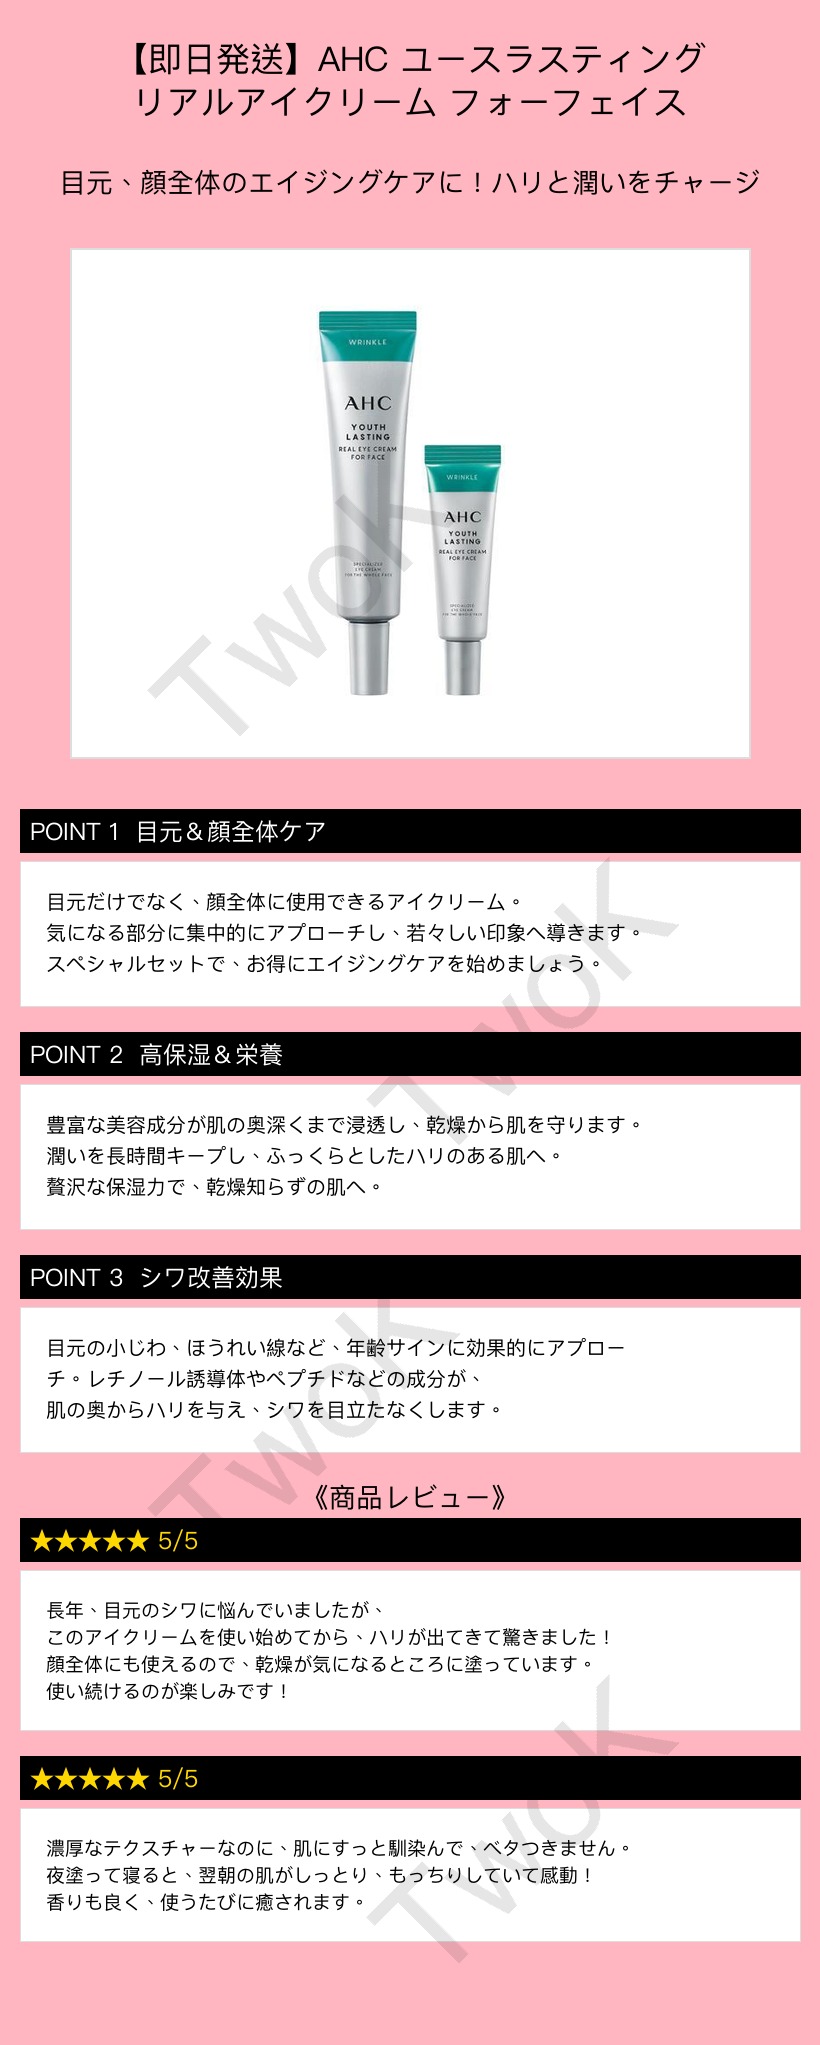 【即日発送】AHC ユースラスティング
リアルアイクリーム フォーフェイス
目元、顔全体のエイジングケアに！ハリと潤いをチャージ
WRINKLE
AHC
YOUTH
LASTING
REAL EYE CREAM
FOR FACE
SPECIALIZED
EYE CREAM
FOR THE WHOLE FACE
WRINKLE
AHC
YOUTH
LASTING
REAL EYE CREAM
FOR FACE
SPECIALIZED
EYE CREAM
FOR THE WHOLE FACE
TwoK
POINT 1 目元＆顔全体ケア
目元だけでなく、顔全体に使用できるアイクリーム。
気になる部分に集中的にアプローチし、若々しい印象へ導きます。
スペシャルセットで、お得にエイジングケアを始めましょう。
TwoK
POINT 2 高保湿＆栄養
豊富な美容成分が肌の奥深くまで浸透し、乾燥から肌を守ります。
潤いを長時間キープし、ふっくらとしたハリのある肌へ。
贅沢な保湿力で、乾燥知らずの肌へ。
POINT 3 シワ改善効果
目元の小じわ、ほうれい線など、年齢サインに効果的にアプロー
チ。レチノール誘導体やペプチドなどの成分が、
肌の奥からハリを与え、シワを目立たなくします。
TwoK
《商品レビュー》
★★★★★ 5/5
長年、目元のシワに悩んでいましたが、
このアイクリームを使い始めてから、ハリが出てきて驚きました！
顔全体にも使えるので、乾燥が気になるところに塗っています。
使い続けるのが楽しみです！
★★★★★ 5/5
濃厚なテクスチャーなのに、肌にすっと馴染んで、ベタつきません。
夜塗って寝ると、翌朝の肌がしっとり、もっちりしていて感動！
香りも良く、使うたびに癒されます。
TwoK